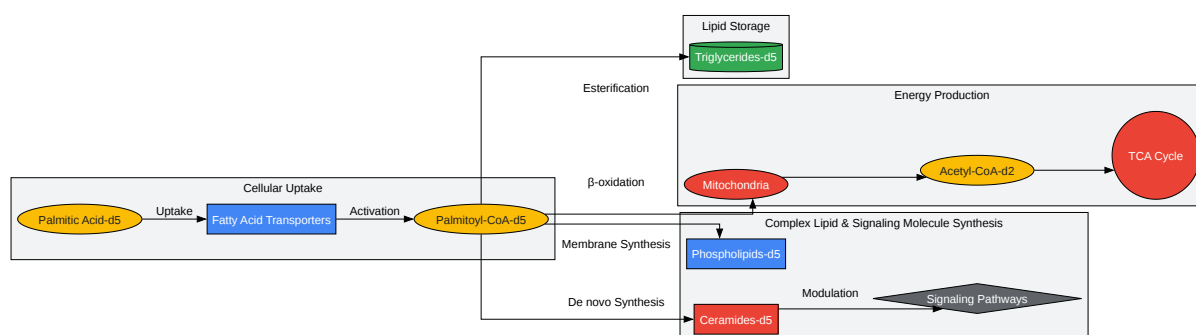 Lipid Storage
Triglycerides-d5
Esterification
Energy Production
TCA Cycle
Acetyl-CoA-d2
Mitochondria
β-oxidation
Cellular Uptake
Palmitic Acid-d5
Uptake
Fatty Acid Transporters
Activation
Palmitoyl-CoA-d5
Complex Lipid & Signaling Molecule Synthesis
Membrane Synthesis
Phospholipids-d5
De novo Synthesis
Ceramides-d5
Modulation
Signaling Pathways